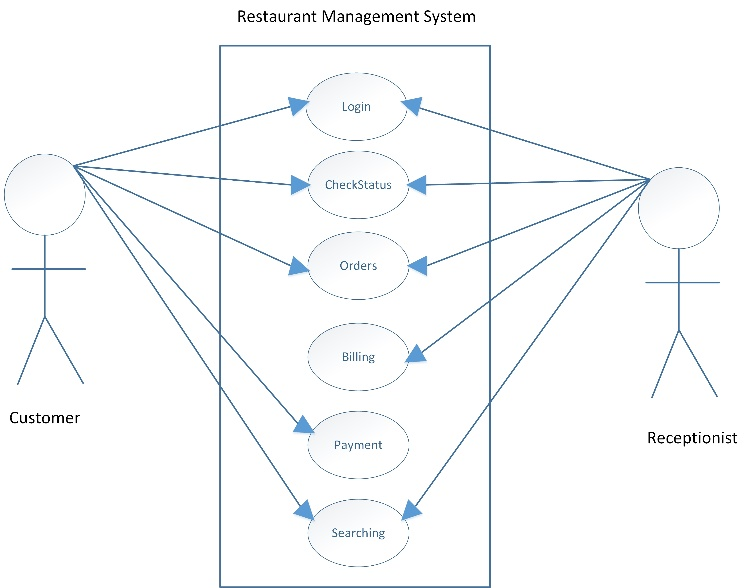 Restaurant Management System
Login
CheckStatus
Orders
Billing
Payment
Searching
Customer
Receptionist